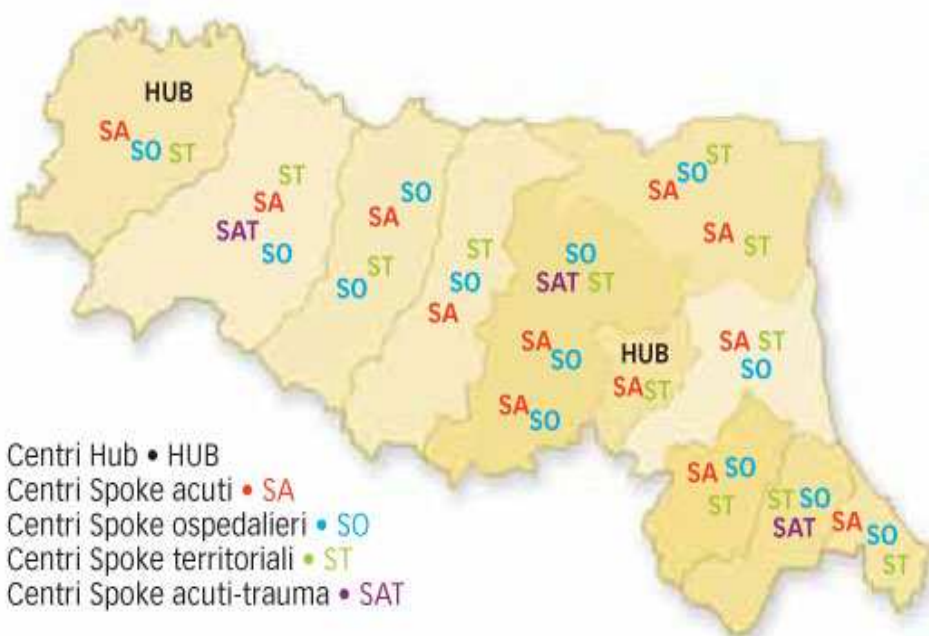 HUB
SA
SO ST
ST
SA
SAT
SO
SO
SA
ST
SO
ST
SO
SA
ST
SO
SA
SA
ST
SO
SAT ST
SA
SO
SA
SO
HUB
SA ST
SA ST
SO
SA SO
ST
ST SO
SAT
SA
SO
ST
Centri Hub • HUB
Centri Spoke acuti • SA
Centri Spoke ospedalieri • SO
Centri Spoke territoriali • ST
Centri Spoke acuti-trauma • SAT